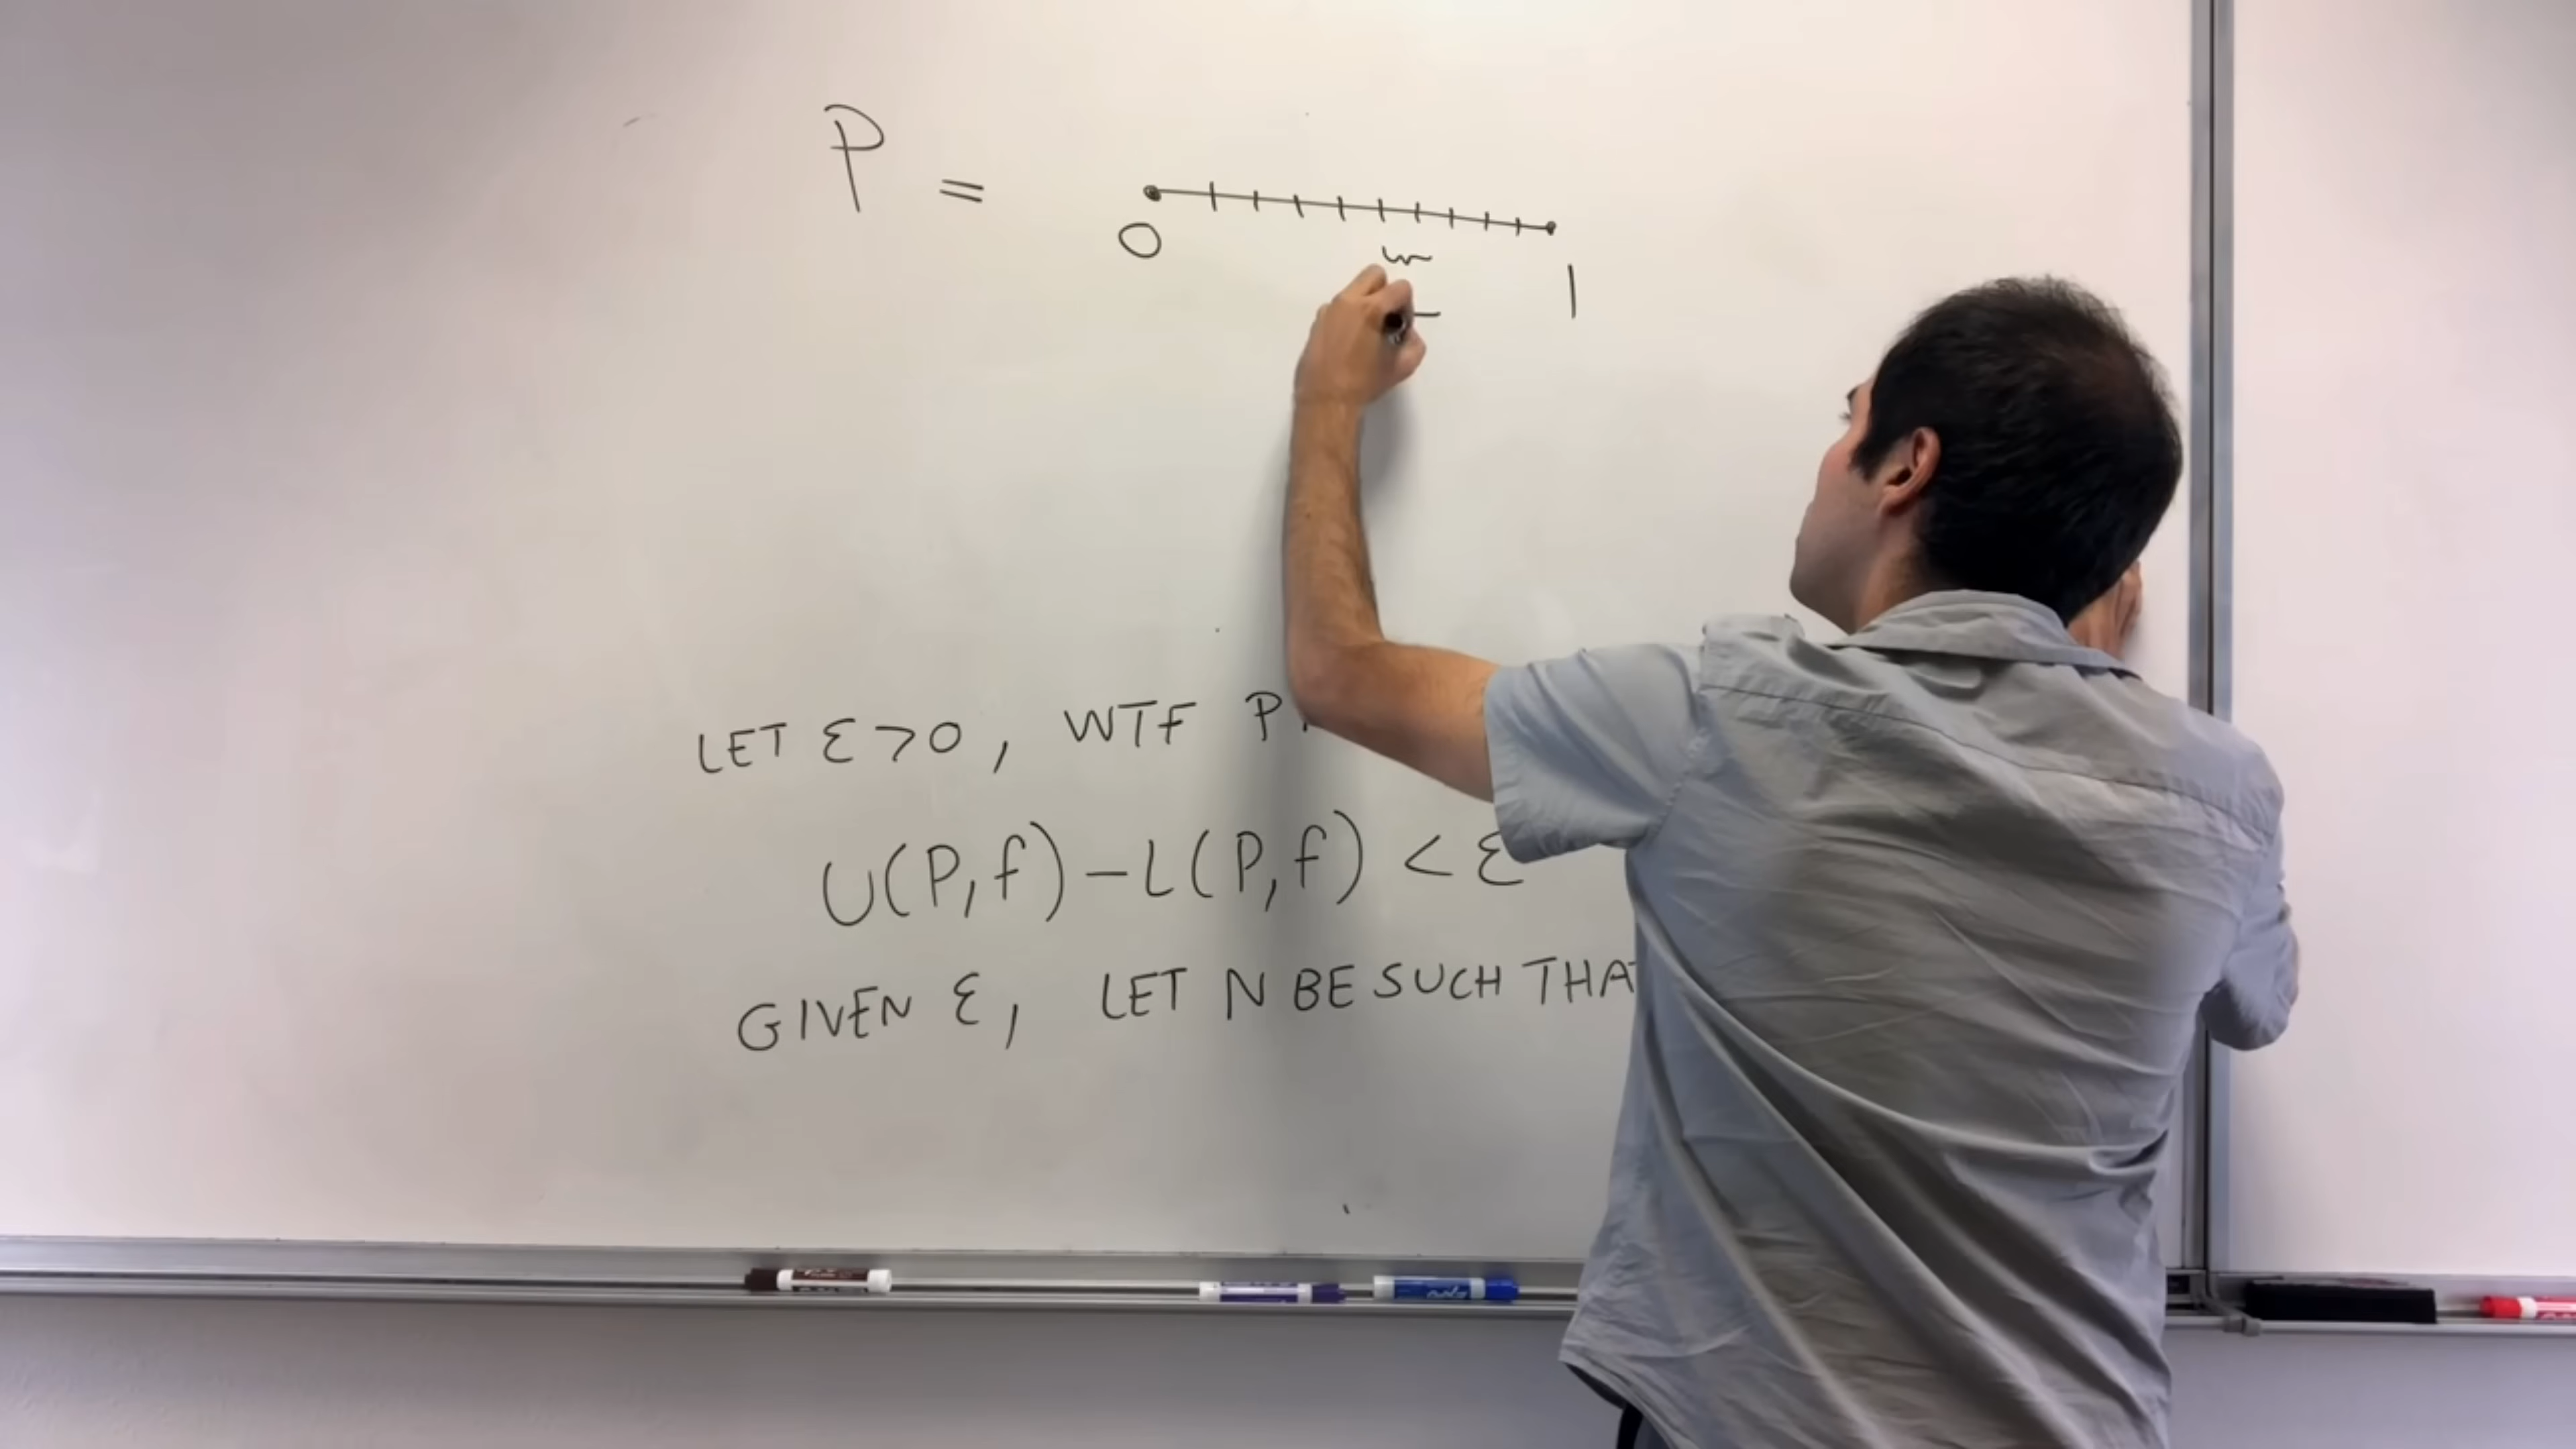 P =
0
1
LET ε > 0, WTF P
U(P, f) - L(P, f) < ε
GIVEN ε, LET N BE SUCH THAT